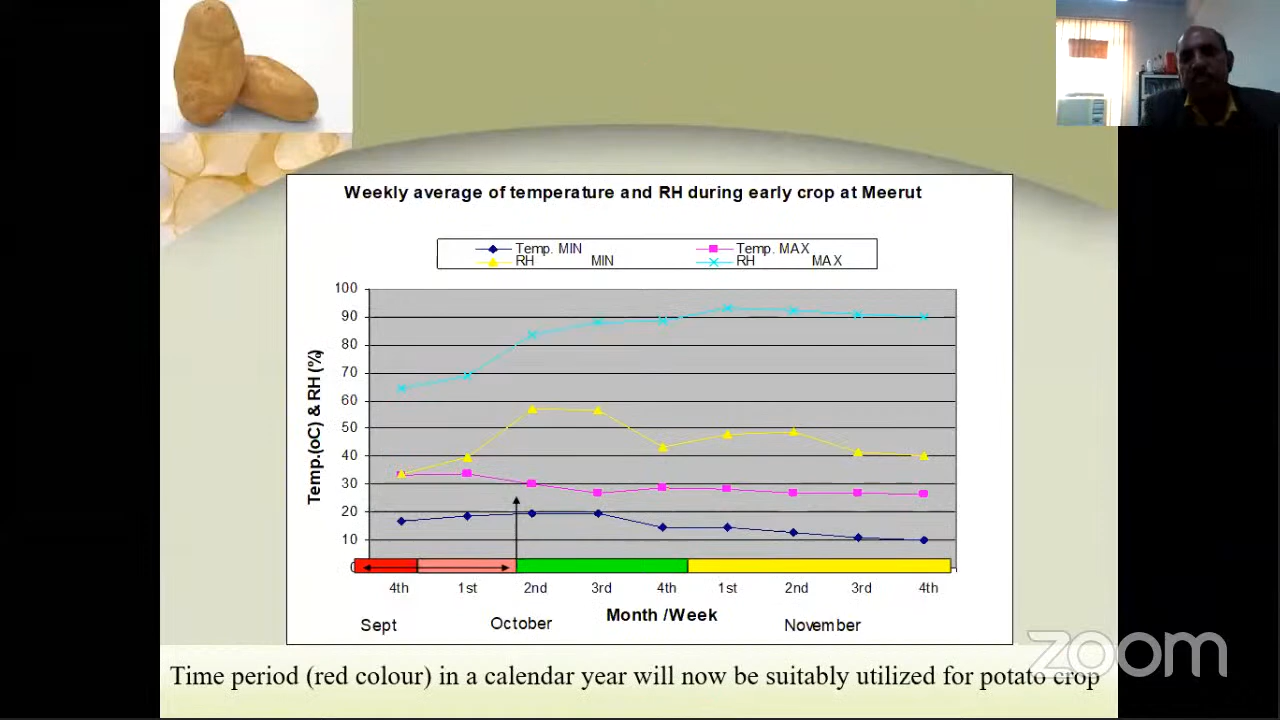 Weekly average of temperature and RH during early crop at Meerut
Temp. MIN Temp. MAX
RH MIN RH MAX
100
90
80
70
60
50
40
30
20
10
0
Temp.(oC) & RH (%)
4th 1st 2nd 3rd 4th 1st 2nd 3rd 4th
Month /Week
Sept October November
zoom
Time period (red colour) in a calendar year will now be suitably utilized for potato crop